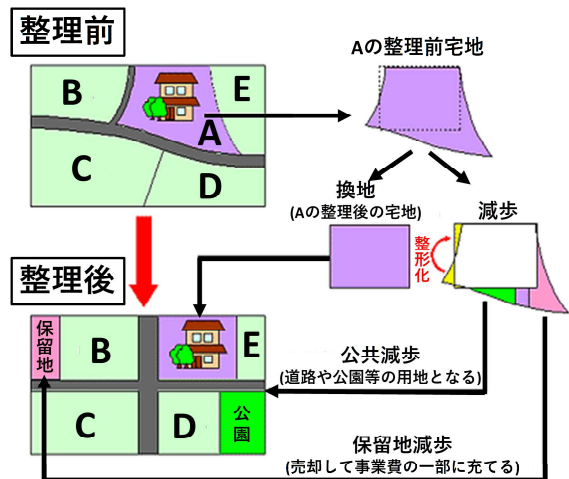 整理前
Aの整理前宅地
B
E
A
C
D
換地
(Aの整理後の宅地)
減歩
整形化
整理後
保留地
B
E
C
D
公園
公共減歩
(道路や公園等の用地となる)
保留地減歩
(売却して事業費の一部に充てる)